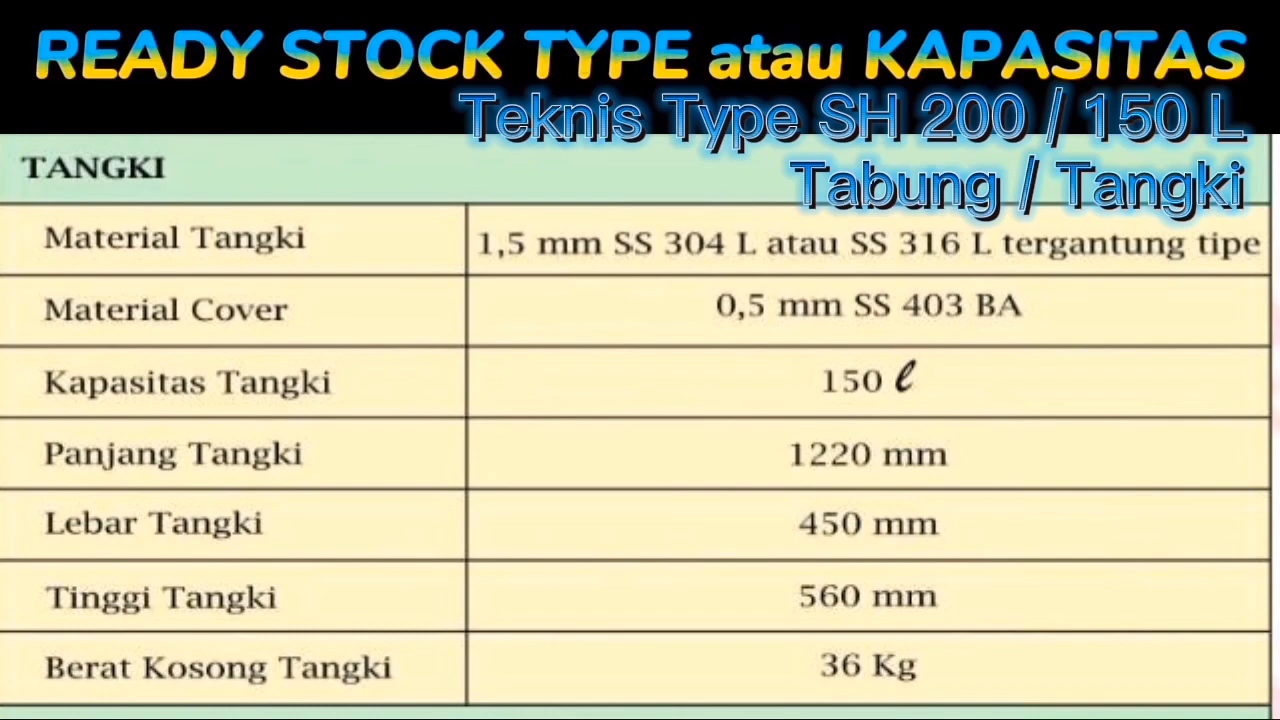 READY STOCK TYPE atau KAPASITAS
Teknis Type SH 200 / 150 L
Tabung / Tangki
TANGKI
Material Tangki 1,5 mm SS 304 L atau SS 316 L tergantung tipe
Material Cover 0,5 mm SS 403 BA
Kapasitas Tangki 150 ℓ
Panjang Tangki 1220 mm
Lebar Tangki 450 mm
Tinggi Tangki 560 mm
Berat Kosong Tangki 36 Kg